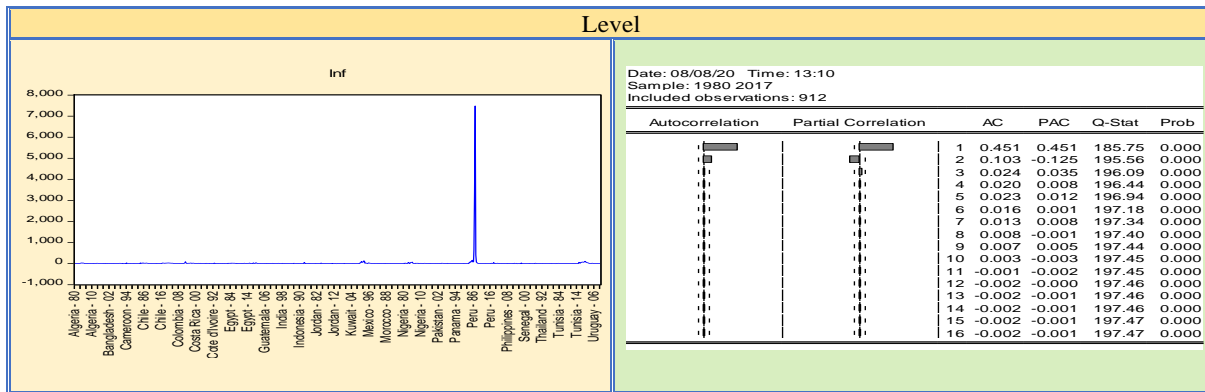 Level
Inf
8,000
7,000
6,000
5,000
4,000
3,000
2,000
1,000
0
-1,000
Algeria - 80
Algeria - 10
Bangladesh - 02
Cameroon - 94
Chile - 86
Chile - 16
Colombia - 08
Costa Rica - 00
Cote d'Ivoire - 92
Egypt - 84
Egypt - 14
Guatemala - 06
India - 98
Indonesia - 90
Jordan - 82
Jordan - 12
Kuwait - 04
Mexico - 96
Morocco - 88
Nigeria - 80
Nigeria - 10
Pakistan - 02
Panama - 94
Peru - 86
Peru - 16
Philippines - 08
Senegal - 00
Thailand - 92
Tunisia - 84
Tunisia - 14
Uruguay - 06
Date: 08/08/20 Time: 13:10
Sample: 1980 2017
Included observations: 912
Autocorrelation Partial Correlation AC PAC Q-Stat Prob
1 0.451 0.451 185.75 0.000
2 0.103 -0.125 195.56 0.000
3 0.024 0.035 196.09 0.000
4 0.020 0.008 196.44 0.000
5 0.023 0.012 196.94 0.000
6 0.016 0.001 197.18 0.000
7 0.013 0.008 197.34 0.000
8 0.008 -0.001 197.40 0.000
9 0.007 0.005 197.44 0.000
10 0.003 -0.003 197.45 0.000
11 -0.001 -0.002 197.45 0.000
12 -0.002 -0.000 197.46 0.000
13 -0.002 -0.001 197.46 0.000
14 -0.002 -0.001 197.46 0.000
15 -0.002 -0.001 197.47 0.000
16 -0.002 -0.001 197.47 0.000